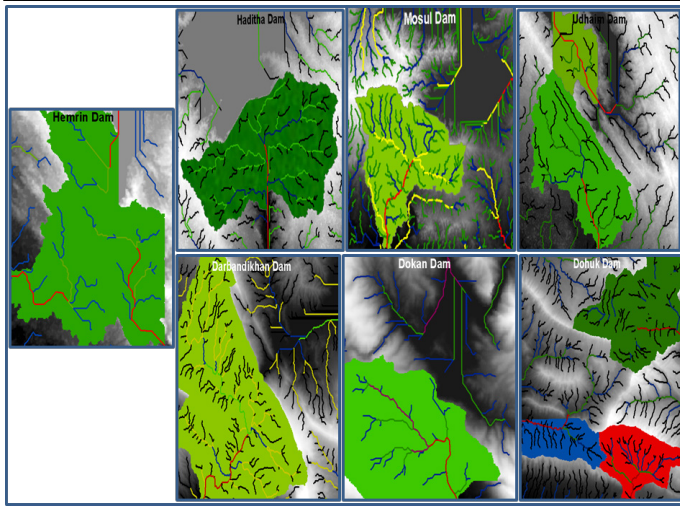 Haditha Dam
Mosul Dam
Udhaim Dam
Hemrin Dam
Darbandikhan Dam
Dokan Dam
Dohuk Dam